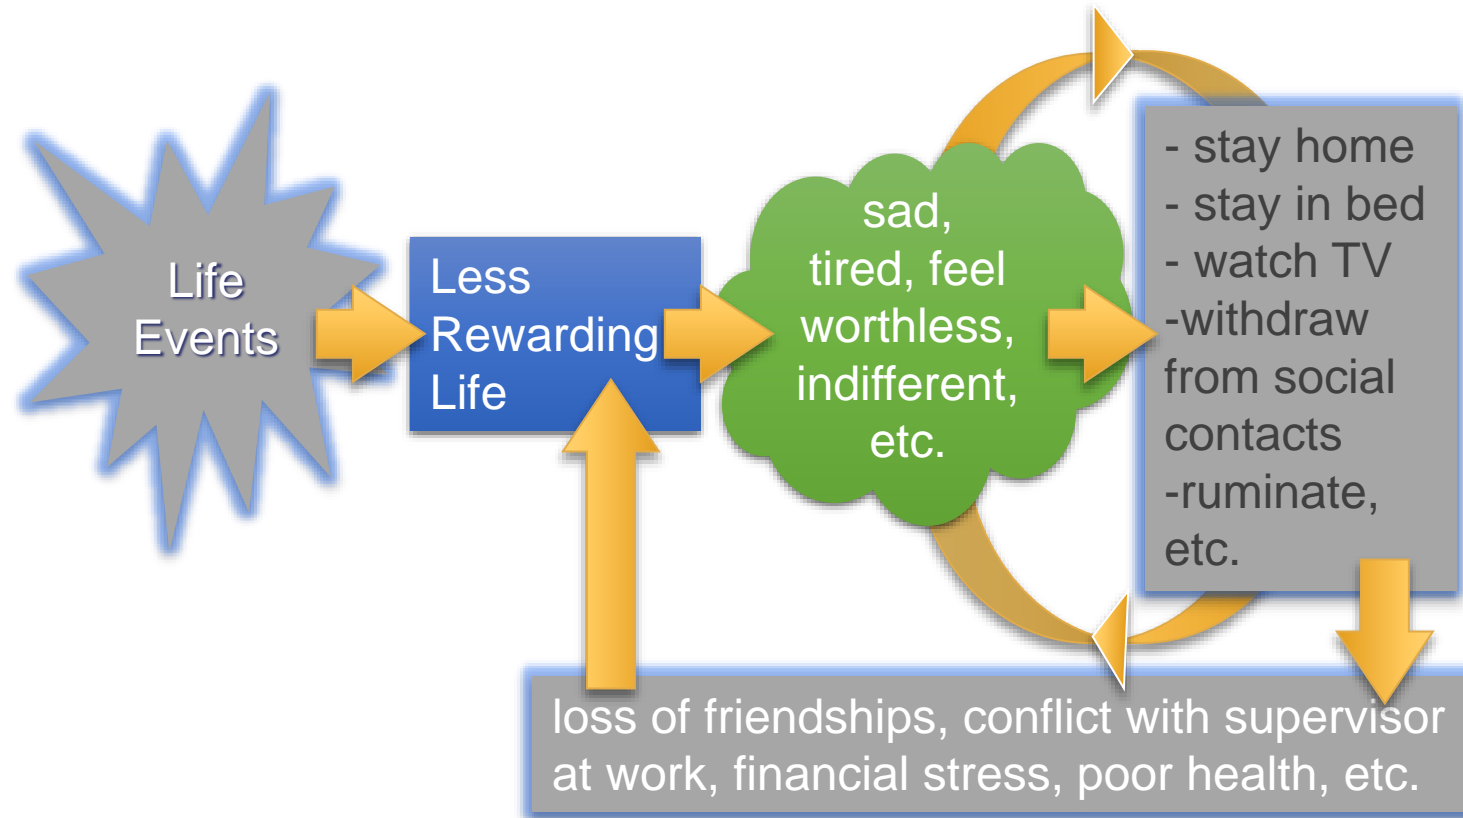 Life
Events
Less
Rewarding
Life
sad,
tired, feel
worthless,
indifferent,
etc.
- stay home
- stay in bed
- watch TV
-withdraw
from social
contacts
-ruminate,
etc.
loss of friendships, conflict with supervisor
at work, financial stress, poor health, etc.